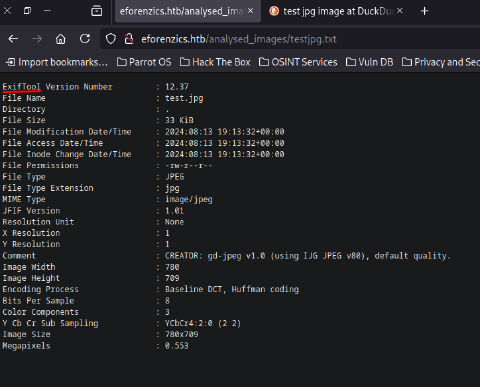 eforenzics.htb/analysed_ima
test jpg image at DuckDu
eforenzics.htb/analysed_images/testjpg.txt
Import bookmarks...
Parrot OS
Hack The Box
OSINT Services
Vuln DB
Privacy and Sec
ExifTool Version Number : 12.37
File Name : test.jpg
Directory : .
File Size : 33 KiB
File Modification Date/Time : 2024:08:13 19:13:32+00:00
File Access Date/Time : 2024:08:13 19:13:32+00:00
File Inode Change Date/Time : 2024:08:13 19:13:32+00:00
File Permissions : -rw-r--r--
File Type : JPEG
File Type Extension : jpg
MIME Type : image/jpeg
JFIF Version : 1.01
Resolution Unit : None
X Resolution : 1
Y Resolution : 1
Comment : CREATOR: gd-jpeg v1.0 (using IJG JPEG v80), default quality.
Image Width : 780
Image Height : 709
Encoding Process : Baseline DCT, Huffman coding
Bits Per Sample : 8
Color Components : 3
Y Cb Cr Sub Sampling : YCbCr4:2:0 (2 2)
Image Size : 780x709
Megapixels : 0.553